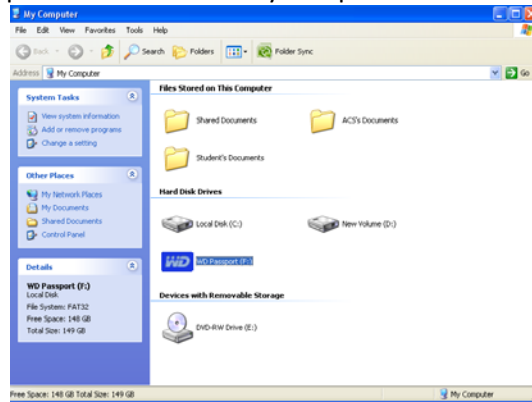 My Computer
File Edit View Favorites Tools Help
Back Search Folders Folder Sync
Address My Computer Go
System Tasks
View system information
Add or remove programs
Change a setting
Other Places
My Network Places
My Documents
Shared Documents
Control Panel
Details
WD Passport (F:)
Local Disk
File System: FAT32
Free Space: 148 GB
Total Size: 149 GB
Files Stored on This Computer
Shared Documents ACS's Documents
Student's Documents
Hard Disk Drives
Local Disk (C:) New Volume (D:)
WD WD Passport (F:)
Devices with Removable Storage
DVD-RW Drive (E:)
Free Space: 148 GB Total Size: 149 GB My Computer